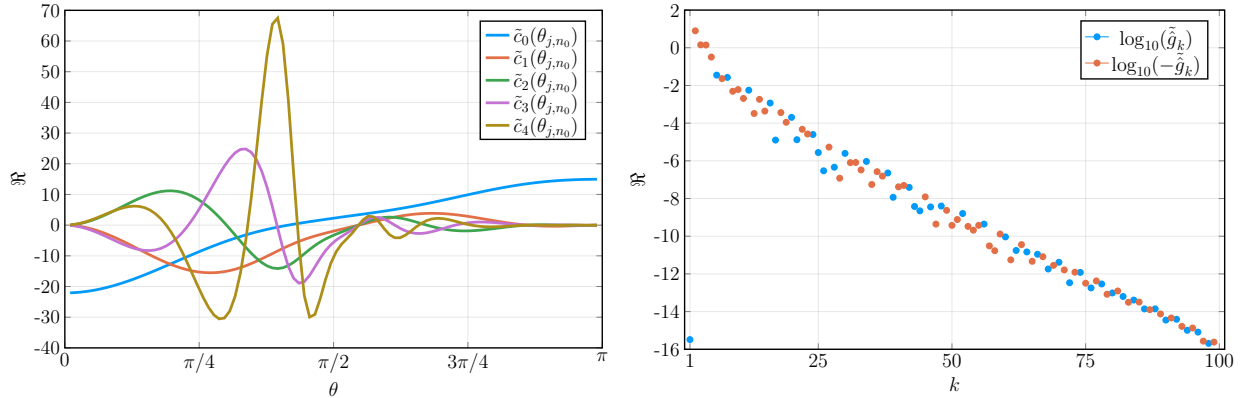 70
60
50
40
30
20
10
0
-10
-20
-30
-40
ℜ
0
π/4
π/2
3π/4
π
θ
c̃₀(θⱼ,ₙ₀)
c̃₁(θⱼ,ₙ₀)
c̃₂(θⱼ,ₙ₀)
c̃₃(θⱼ,ₙ₀)
c̃₄(θⱼ,ₙ₀)
2
0
-2
-4
-6
-8
-10
-12
-14
-16
ℜ
1
25
50
75
100
k
log₁₀(g̃̂ₖ)
log₁₀(−g̃̂ₖ)